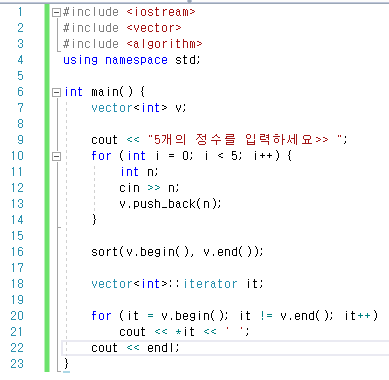 1 #include <iostream>
2 #include <vector>
3 #include <algorithm>
4 using namespace std;
5
6 int main() {
7 vector<int> v;
8
9 cout << "5개의 정수를 입력하세요>> ";
10 for (int i = 0; i < 5; i++) {
11 int n;
12 cin >> n;
13 v.push_back(n);
14 }
15
16 sort(v.begin(), v.end());
17
18 vector<int>::iterator it;
19
20 for (it = v.begin(); it != v.end(); it++)
21 cout << *it << ' ';
22 cout << endl;
23 }